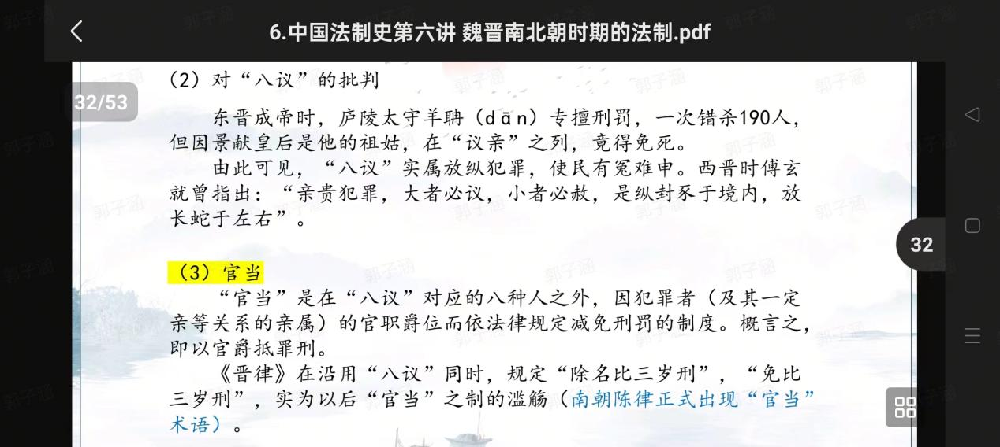 6.中国法制史第六讲 魏晋南北朝时期的法制.pdf
32/53
（2）对“八议”的批判
东晋成帝时，庐陵太守羊聃（dān）专擅刑罚，一次错杀190人，
但因景献皇后是他的祖姑，在“议亲”之列，竟得免死。
由此可见，“八议”实属放纵犯罪，使民有冤难申。西晋时傅玄
就曾指出：“亲贵犯罪，大者必议，小者必赦，是纵封豕于境内，放
长蛇于左右”。
32
（3）官当
“官当”是在“八议”对应的八种人之外，因犯罪者（及其一定
亲等关系的亲属）的官职爵位而依法律规定减免刑罚的制度。概言之，
即以官爵抵罪刑。
《晋律》在沿用“八议”同时，规定“除名比三岁刑”，“免比
三岁刑”，实为以后“官当”之制的滥觞（南朝陈律正式出现“官当”
术语）。
郭子涵